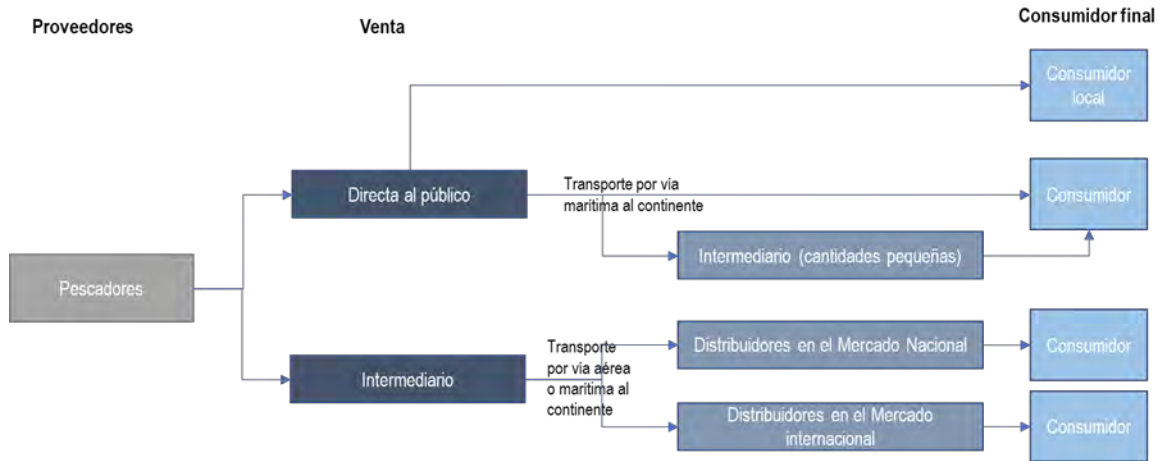 Proveedores
Venta
Consumidor final
Consumidor
local
Directa al público
Transporte por vía
marítima al continente
Consumidor
Intermediario (cantidades pequeñas)
Pescadores
Intermediario
Transporte
por vía aérea
o marítima al
continente
Distribuidores en el Mercado Nacional
Consumidor
Distribuidores en el Mercado
internacional
Consumidor